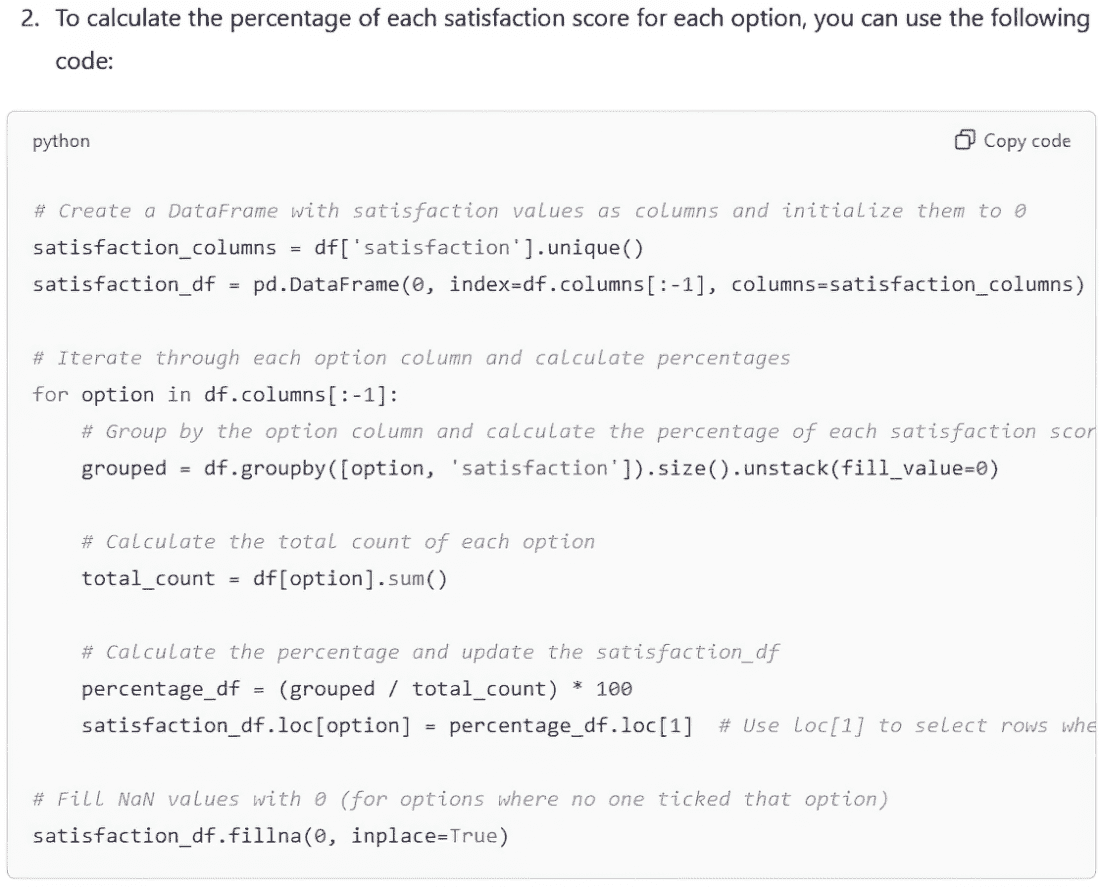 2. To calculate the percentage of each satisfaction score for each option, you can use the following
code:
python
Copy code
# Create a DataFrame with satisfaction values as columns and initialize them to 0
satisfaction_columns = df['satisfaction'].unique()
satisfaction_df = pd.DataFrame(0, index=df.columns[:-1], columns=satisfaction_columns)
# Iterate through each option column and calculate percentages
for option in df.columns[:-1]:
    # Group by the option column and calculate the percentage of each satisfaction scor
    grouped = df.groupby([option, 'satisfaction']).size().unstack(fill_value=0)
    # Calculate the total count of each option
    total_count = df[option].sum()
    # Calculate the percentage and update the satisfaction_df
    percentage_df = (grouped / total_count) * 100
    satisfaction_df.loc[option] = percentage_df.loc[1]  # Use loc[1] to select rows whe
# Fill NaN values with 0 (for options where no one ticked that option)
satisfaction_df.fillna(0, inplace=True)